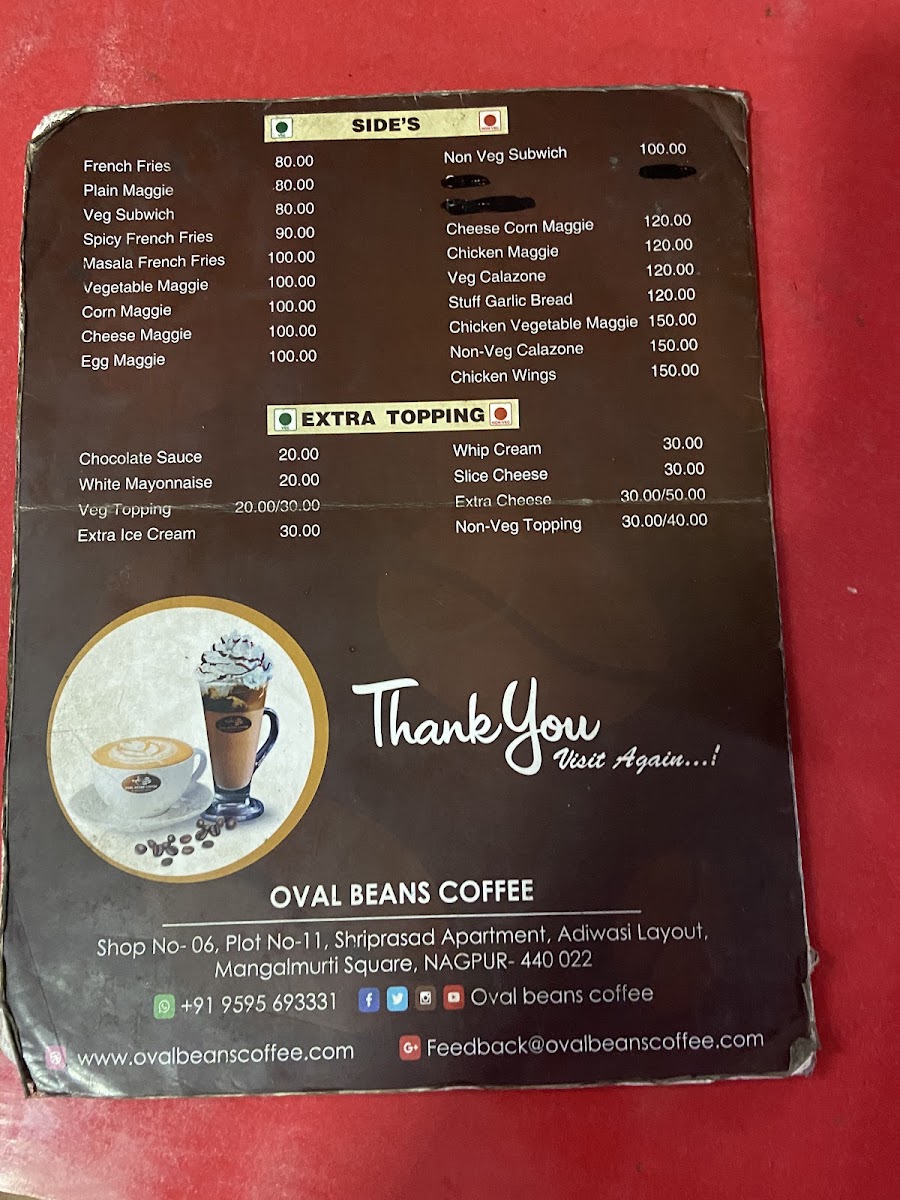 VEG
SIDE'S
NON VEG
French Fries 80.00
Plain Maggie 80.00
Veg Subwich 80.00
Spicy French Fries 90.00
Masala French Fries 100.00
Vegetable Maggie 100.00
Corn Maggie 100.00
Cheese Maggie 100.00
Egg Maggie 100.00
Non Veg Subwich 100.00
Cheese Corn Maggie 120.00
Chicken Maggie 120.00
Veg Calazone 120.00
Stuff Garlic Bread 120.00
Chicken Vegetable Maggie 150.00
Non-Veg Calazone 150.00
Chicken Wings 150.00
VEG
EXTRA TOPPING
NON VEG
Chocolate Sauce 20.00
White Mayonnaise 20.00
Veg Topping 20.00/30.00
Extra Ice Cream 30.00
Whip Cream 30.00
Slice Cheese 30.00
Extra Cheese 30.00/50.00
Non-Veg Topping 30.00/40.00
Thank You
Visit Again...!
OVAL BEANS COFFEE
Shop No- 06, Plot No-11, Shriprasad Apartment, Adiwasi Layout,
Mangalmurti Square, NAGPUR- 440 022
+91 9595 693331 Oval beans coffee
www.ovalbeanscoffee.com Feedback@ovalbeanscoffee.com